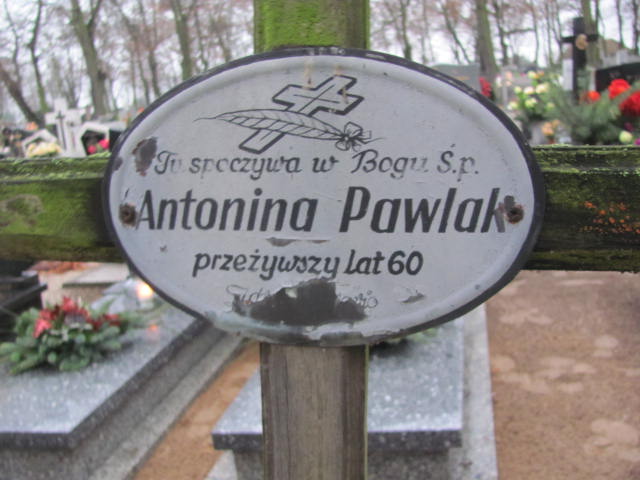 Tu spoczywa w Bogu Ś.p.
Antonina Pawlak
przeżywszy lat 60